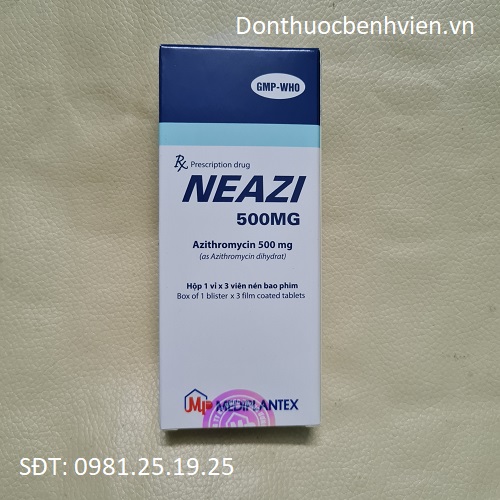 Donthuocbenhvien.vn
GMP-WHO
Rx Prescription drug
NEAZI
500MG
Azithromycin 500 mg
(as Azithromycin dihydrat)
Hộp 1 vỉ x 3 viên nén bao phim
Box of 1 blister x 3 film coated tablets
MEDIPLANTEX
SĐT: 0981.25.19.25